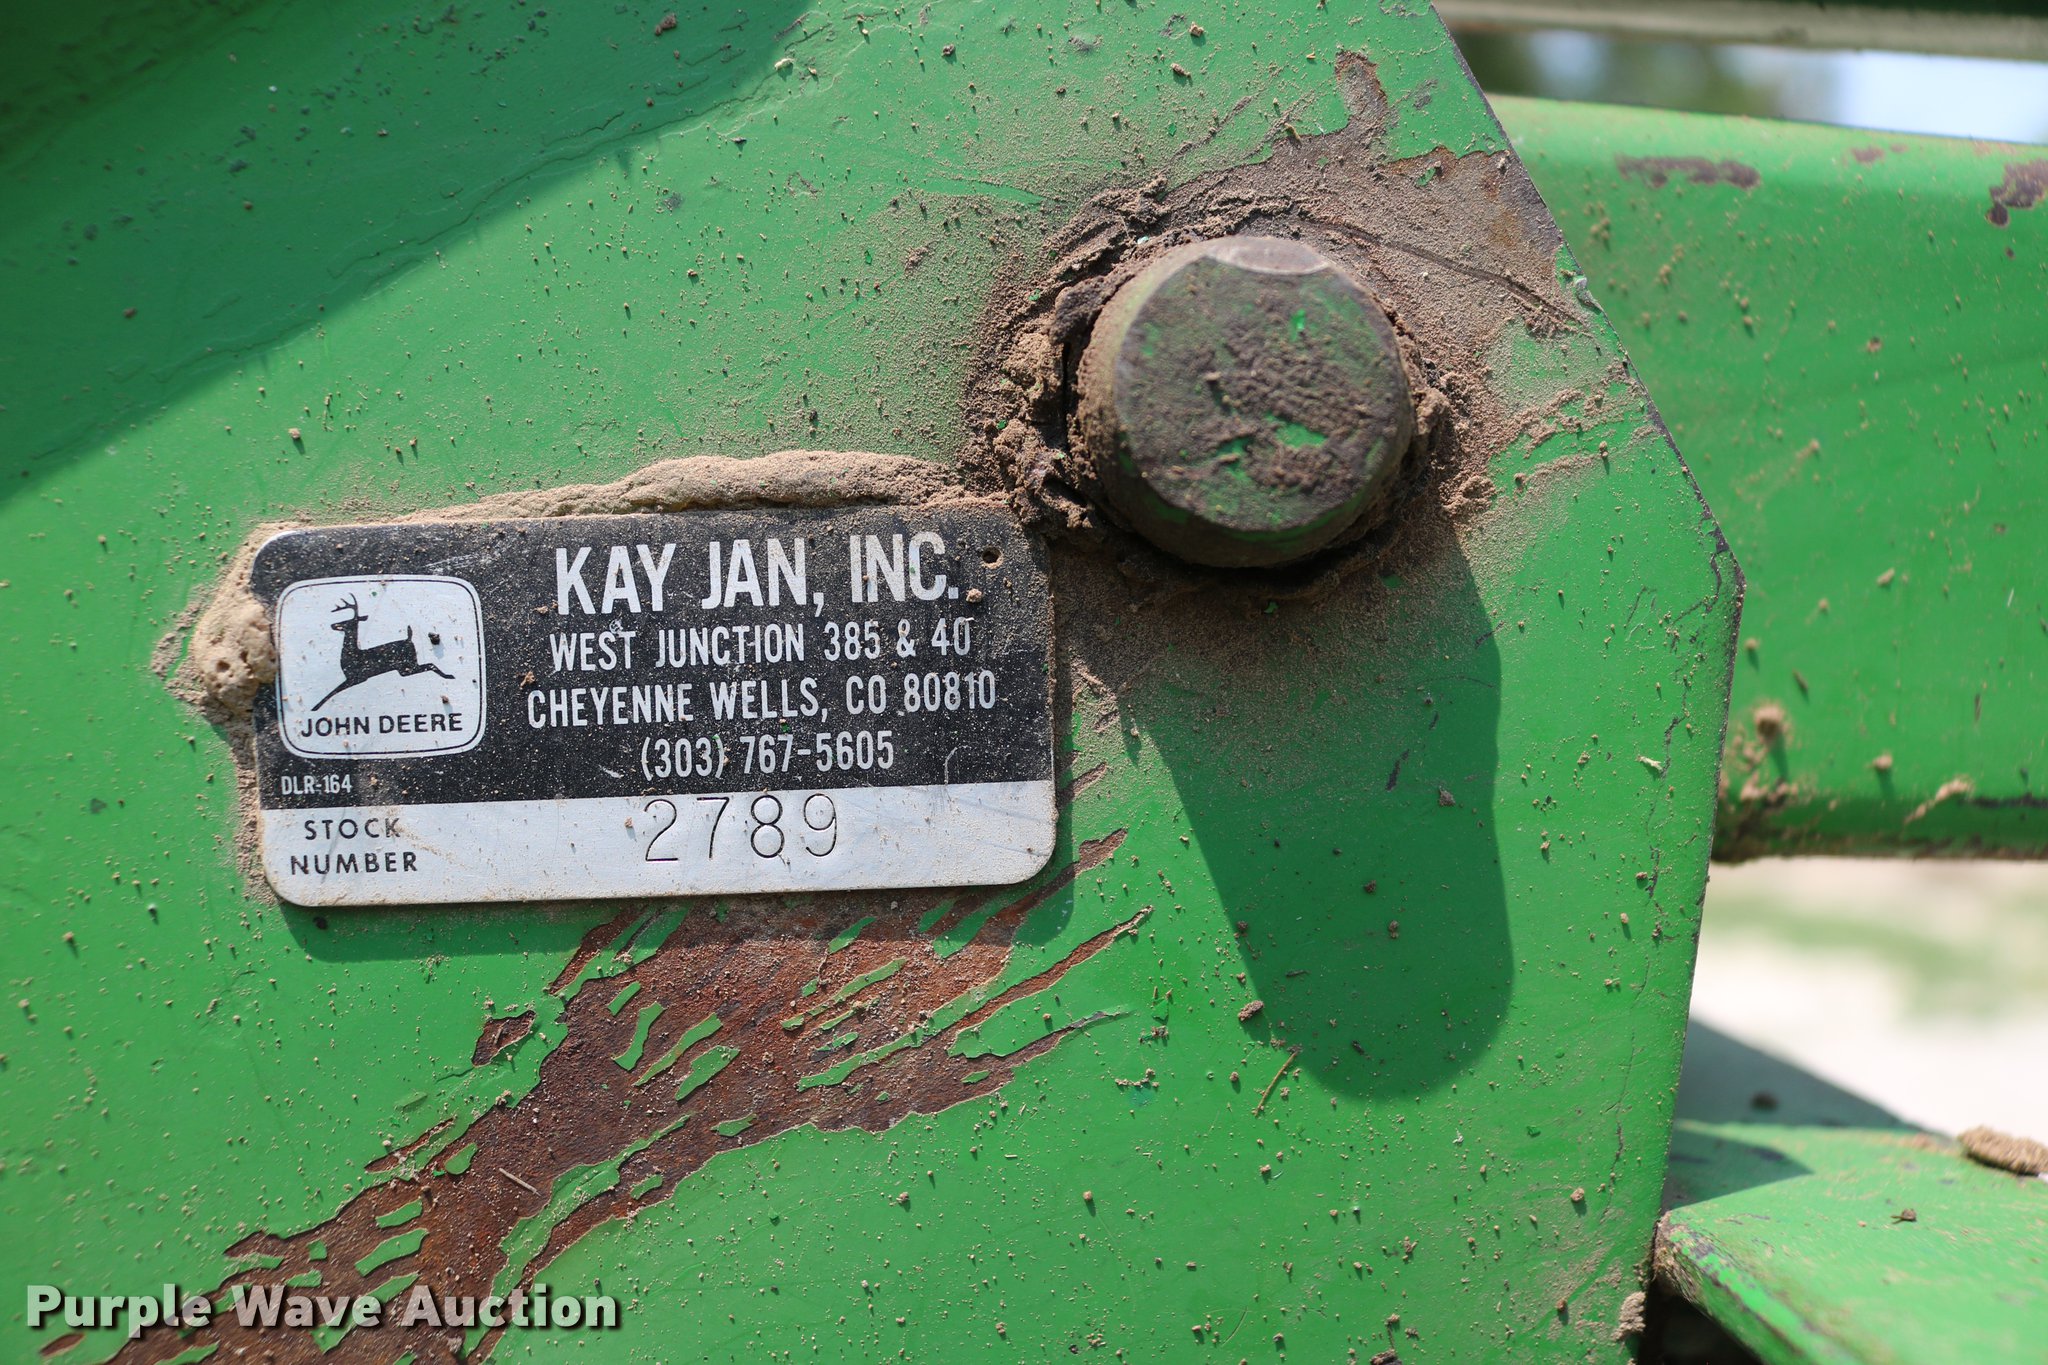 KAY JAN, INC.
WEST JUNCTION 385 & 40
CHEYENNE WELLS, CO 80810
(303) 767-5605
JOHN DEERE
DLR-164
STOCK
NUMBER
2789
Purple Wave Auction